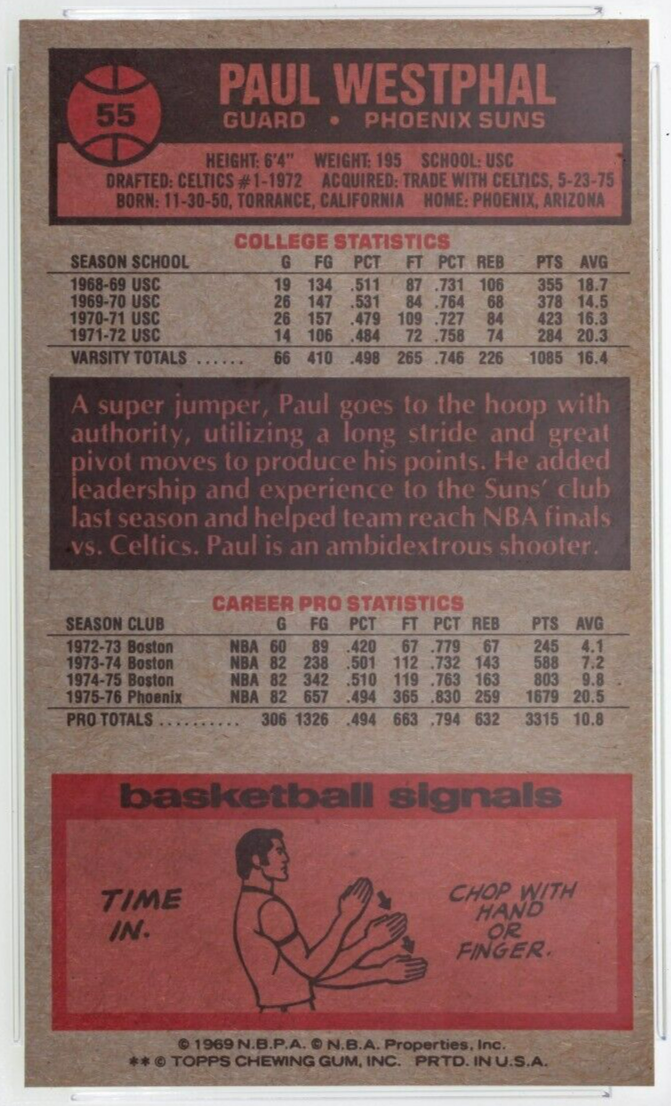 55
PAUL WESTPHAL
GUARD • PHOENIX SUNS
HEIGHT: 6'4" WEIGHT: 195 SCHOOL: USC
DRAFTED: CELTICS #1-1972 ACQUIRED: TRADE WITH CELTICS, 5-23-75
BORN: 11-30-50, TORRANCE, CALIFORNIA HOME: PHOENIX, ARIZONA
COLLEGE STATISTICS
SEASON SCHOOL G FG PCT FT PCT REB PTS AVG
1968-69 USC 19 134 .511 87 .731 106 355 18.7
1969-70 USC 26 147 .531 84 .764 68 378 14.5
1970-71 USC 26 157 .479 109 .727 84 423 16.3
1971-72 USC 14 106 .484 72 .758 74 284 20.3
VARSITY TOTALS ...... 66 410 .498 265 .746 226 1085 16.4
A super jumper, Paul goes to the hoop with
authority, utilizing a long stride and great
pivot moves to produce his points. He added
leadership and experience to the Suns' club
last season and helped team reach NBA finals
vs. Celtics. Paul is an ambidextrous shooter.
CAREER PRO STATISTICS
SEASON CLUB G FG PCT FT PCT REB PTS AVG
1972-73 Boston NBA 60 89 .420 67 .779 67 245 4.1
1973-74 Boston NBA 82 238 .501 112 .732 143 588 7.2
1974-75 Boston NBA 82 342 .510 119 .763 163 803 9.8
1975-76 Phoenix NBA 82 657 .494 365 .830 259 1679 20.5
PRO TOTALS .......... 306 1326 .494 663 .794 632 3315 10.8
basketball signals
TIME
IN.
CHOP WITH
HAND
OR
FINGER.
© 1969 N.B.P.A. © N.B.A. Properties, Inc.
** © TOPPS CHEWING GUM, INC. PRTD. IN U.S.A.